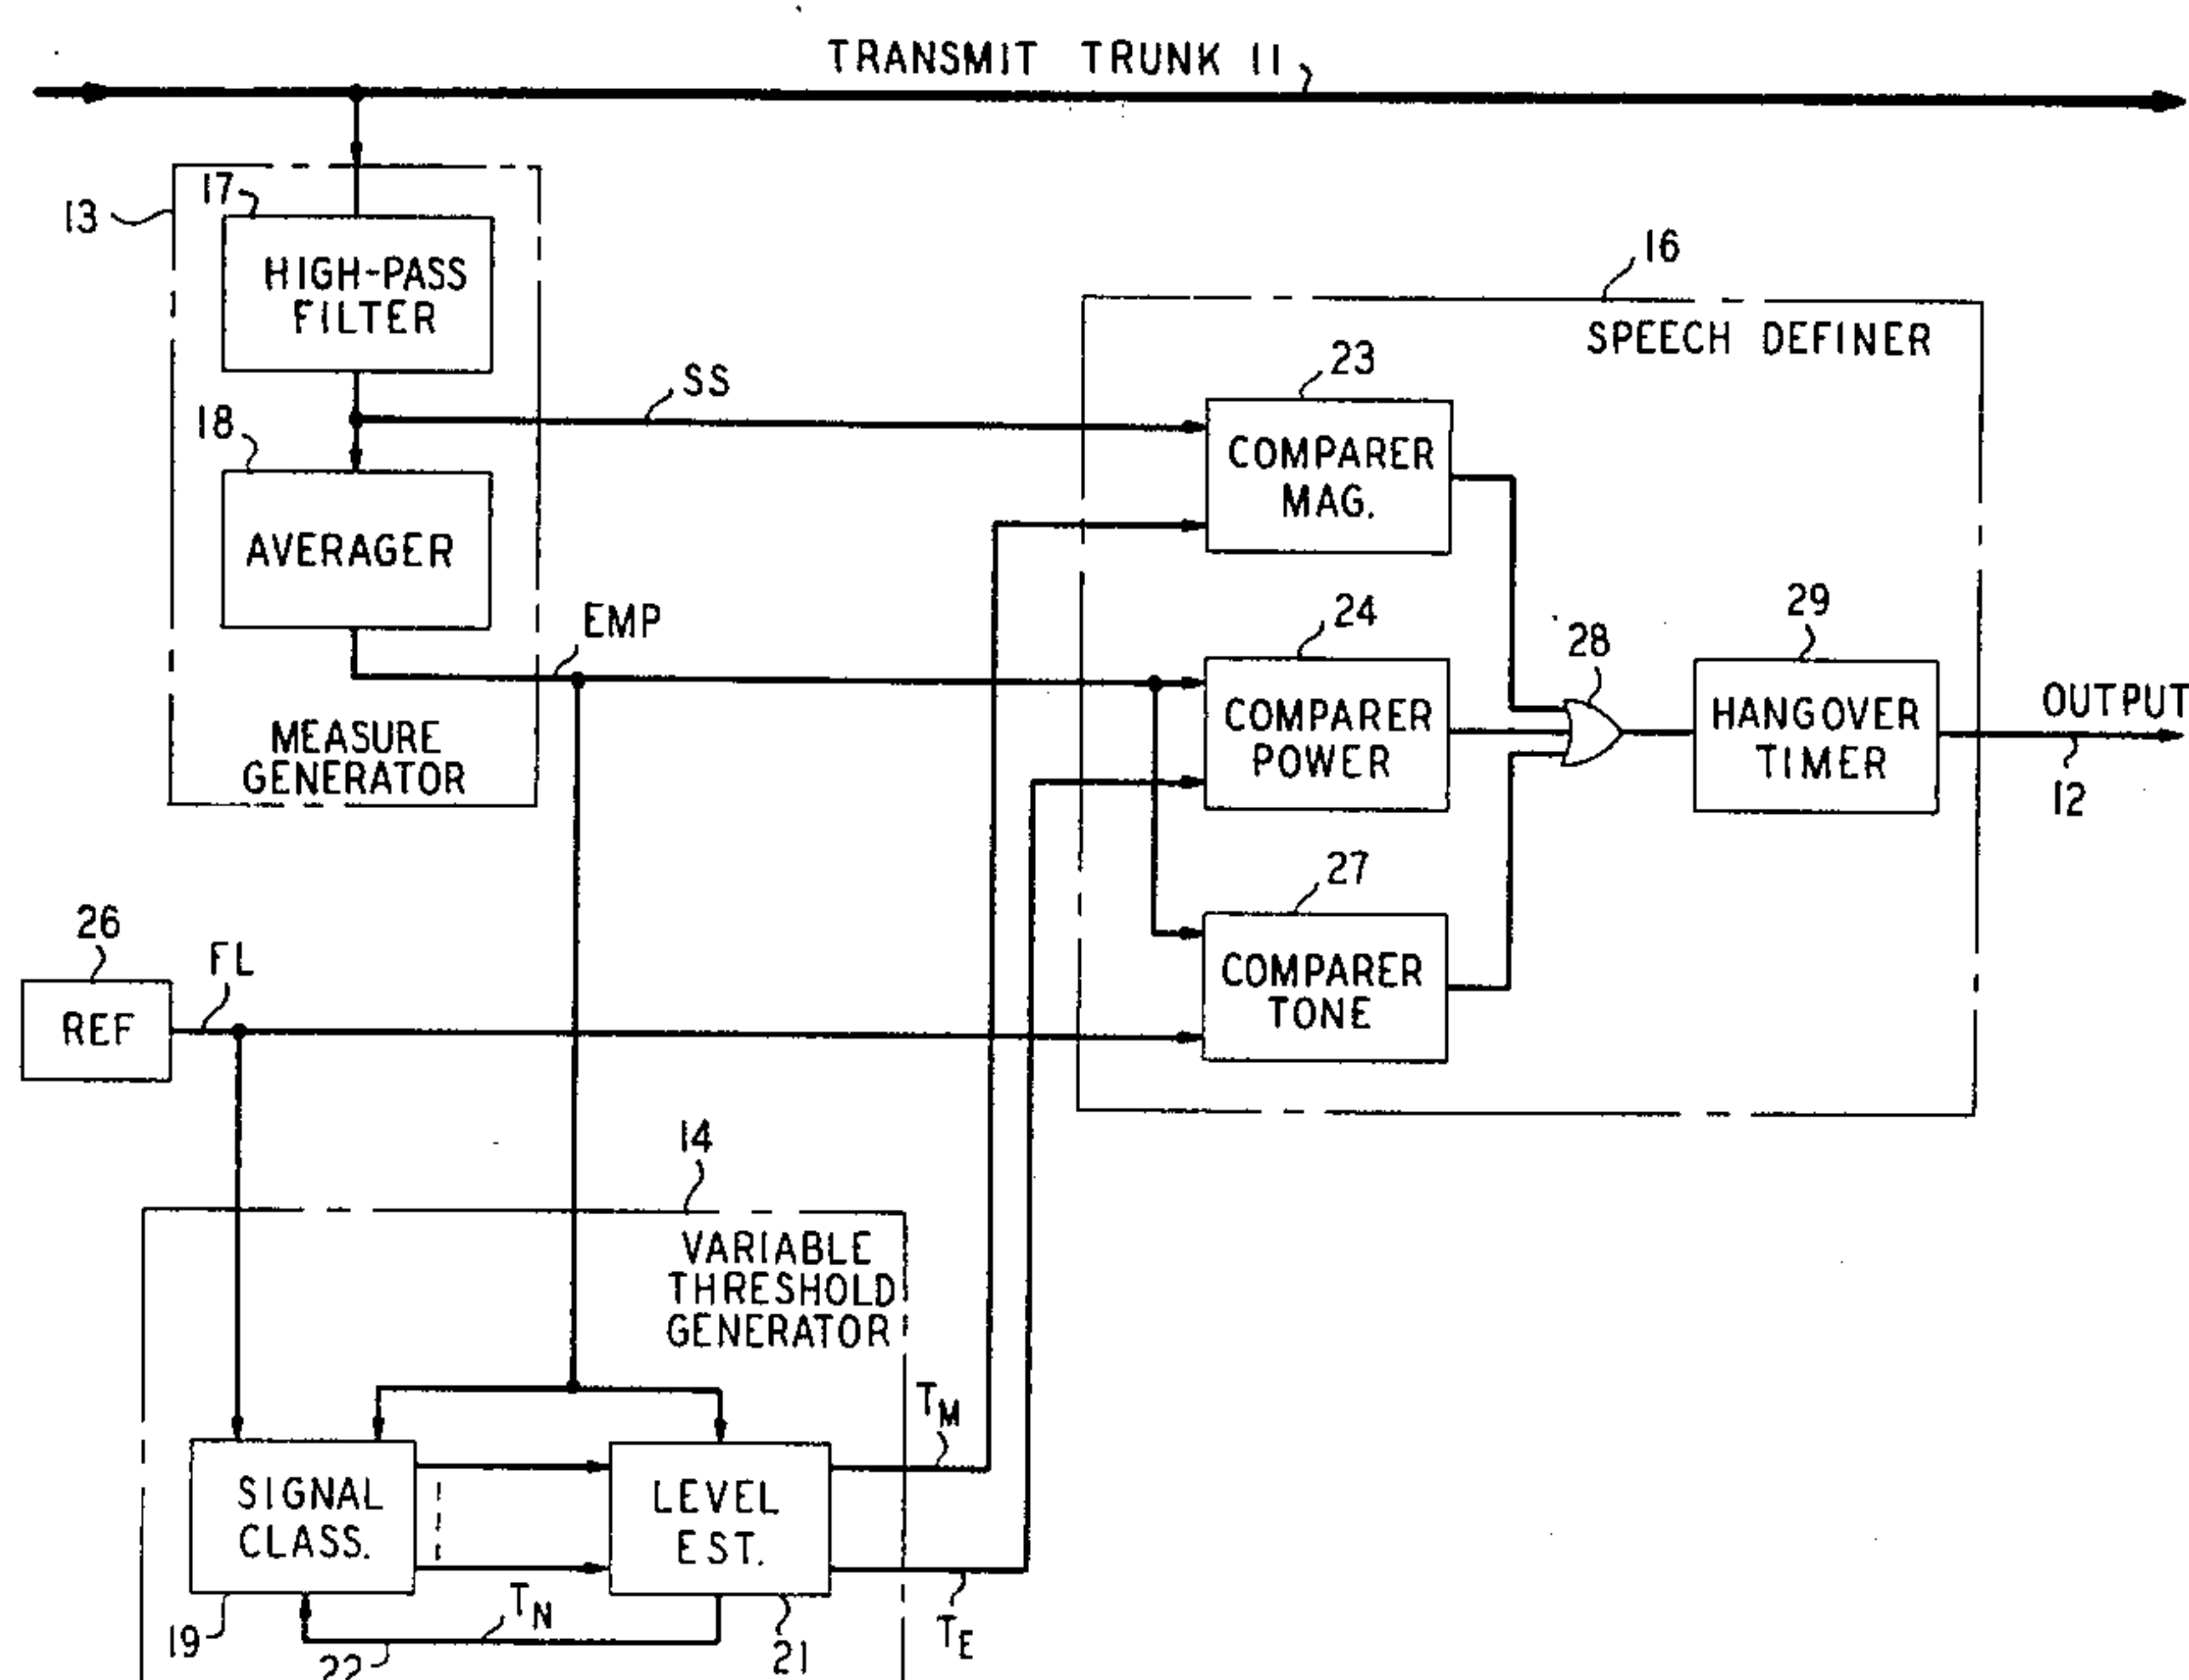 TRANSMIT TRUNK 11
13
17
HIGH-PASS
FILTER
SS
18
AVERAGER
EMP
MEASURE
GENERATOR
16
SPEECH DEFINER
23
COMPARER
MAG.
24
COMPARER
POWER
28
29
HANGOVER
TIMER
OUTPUT
12
27
COMPARER
TONE
26
REF
FL
14
VARIABLE
THRESHOLD
GENERATOR
SIGNAL
CLASS.
LEVEL
EST.
TM
TE
TN
19
22
21